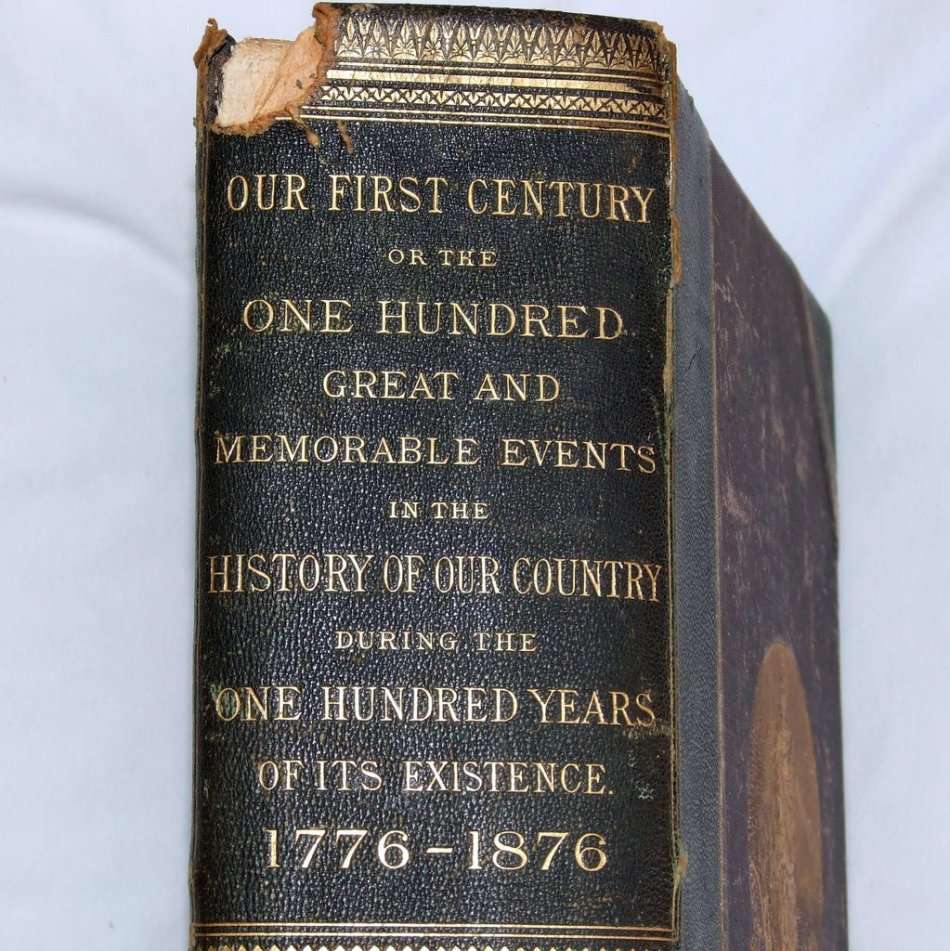 OUR FIRST CENTURY
OR THE
ONE HUNDRED
GREAT AND
MEMORABLE EVENTS
IN THE
HISTORY OF OUR COUNTRY
DURING THE
ONE HUNDRED YEARS
OF ITS EXISTENCE.
1776-1876